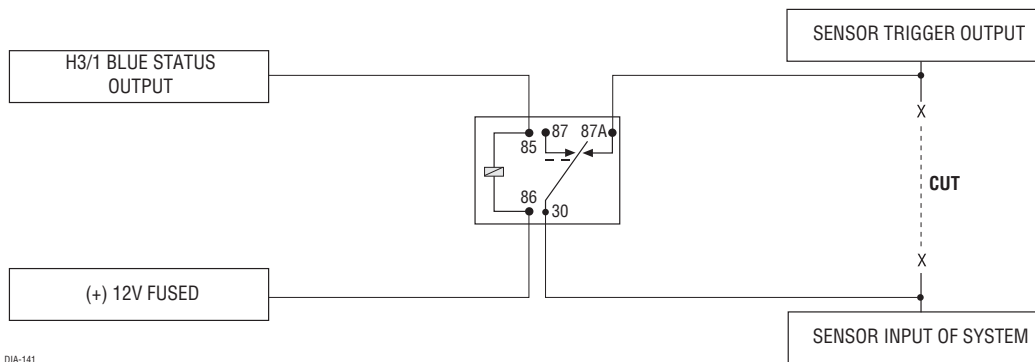 SENSOR TRIGGER OUTPUT
H3/1 BLUE STATUS
OUTPUT
87 87A
85
X
CUT
86
30
X
(+) 12V FUSED
SENSOR INPUT OF SYSTEM
DIA-141